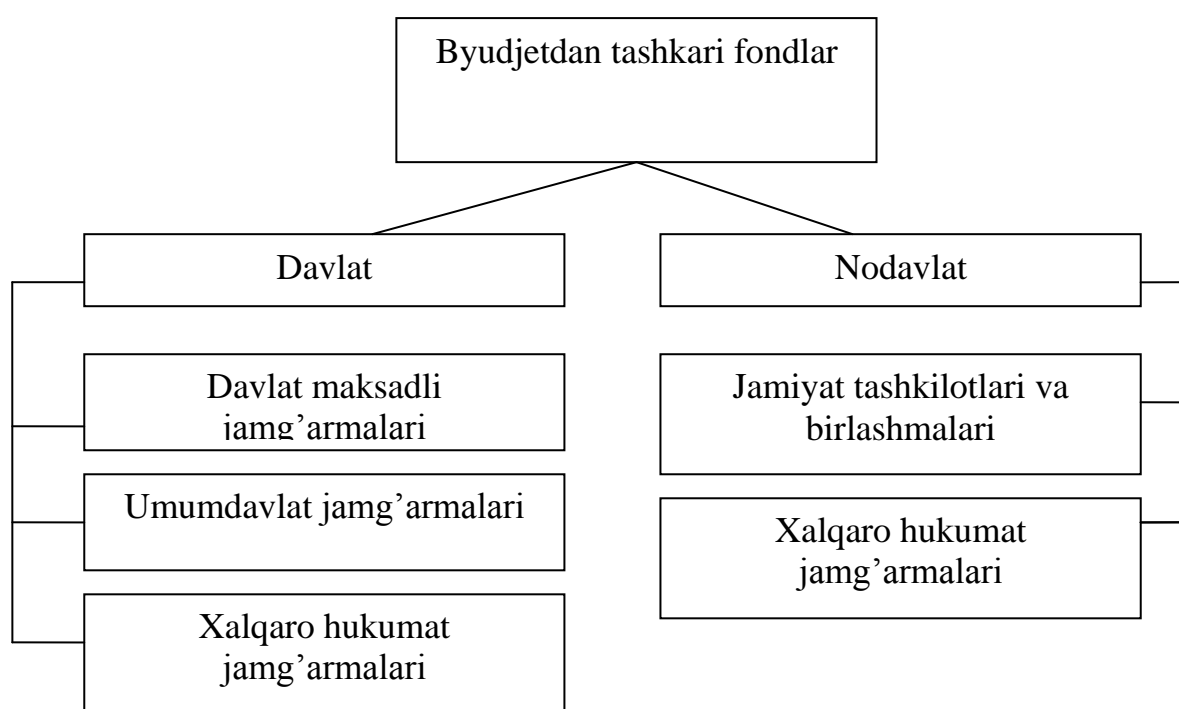 Byudjetdan tashkari fondlar
Davlat
Nodavlat
Davlat maksadli
jamg’armalari
Jamiyat tashkilotlari va
birlashmalari
Umumdavlat jamg’armalari
Xalqaro hukumat
jamg’armalari
Xalqaro hukumat
jamg’armalari